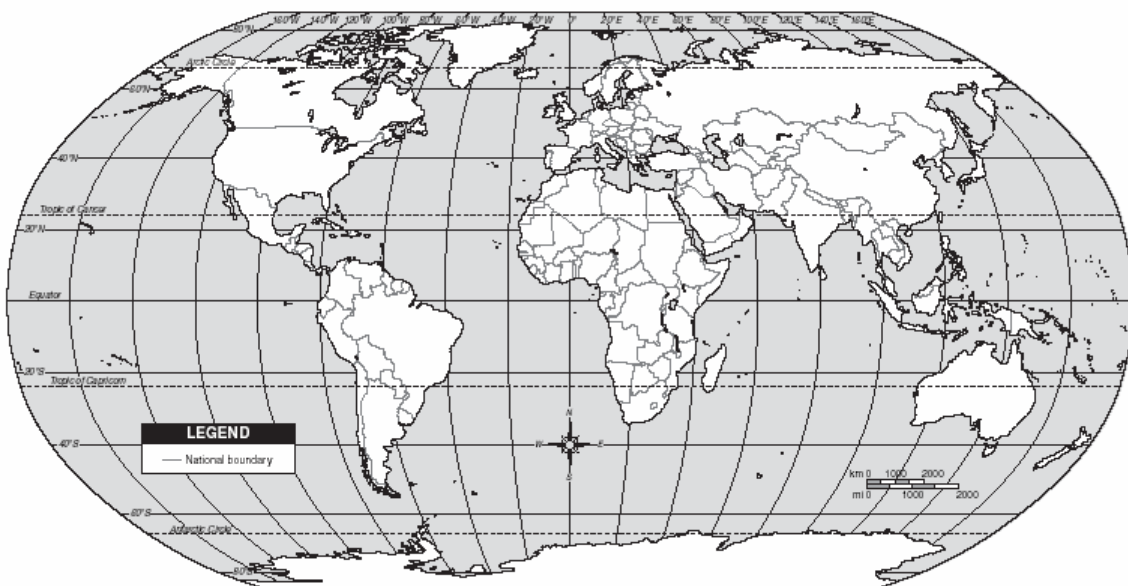 160°W 140°W 120°W 100°W 80°W 60°W 40°W 20°W 0° 20°E 40°E 60°E 80°E 100°E 120°E 140°E 160°E
80°N
Arctic Circle
60°N
40°N
Tropic of Cancer
20°N
Equator
20°S
Tropic of Capricorn
N
W E
S
LEGEND
National boundary
40°S
km 0 1000 2000
mi 0 1000 2000
60°S
Antarctic Circle
80°S